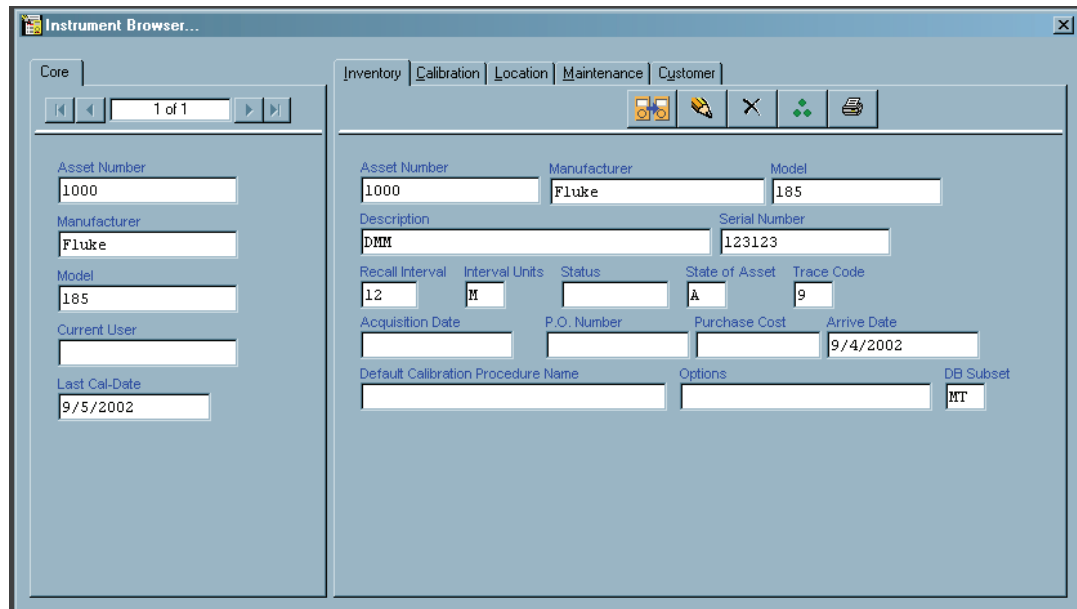 Instrument Browser...
Core
1 of 1
Asset Number
1000
Manufacturer
Fluke
Model
185
Current User
Last Cal-Date
9/5/2002
Inventory Calibration Location Maintenance Customer
Asset Number Manufacturer Model
1000 Fluke 185
Description Serial Number
DMM 123123
Recall Interval Interval Units Status State of Asset Trace Code
12 M A 9
Acquisition Date P.O. Number Purchase Cost Arrive Date
9/4/2002
Default Calibration Procedure Name Options DB Subset
MT